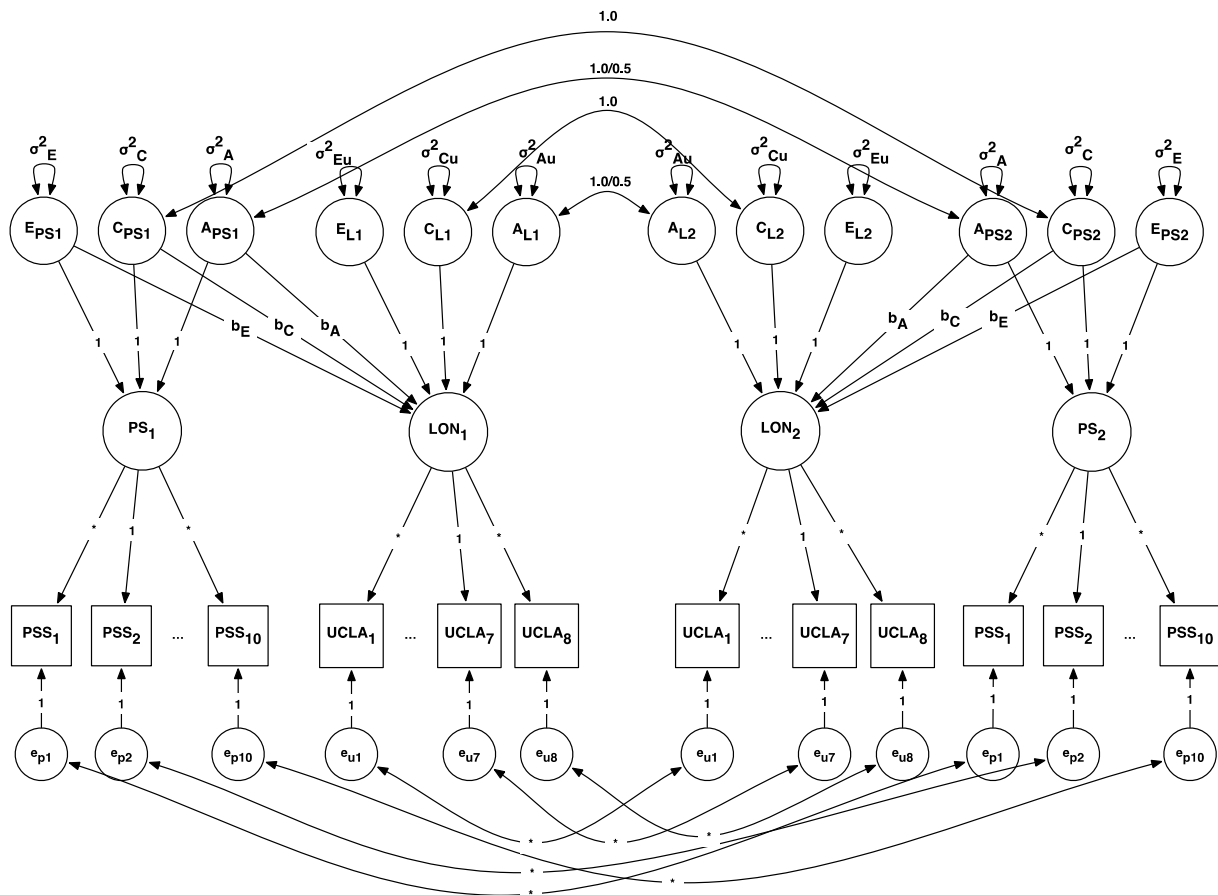 1.0
1.0/0.5
1.0
σ²E σ²C σ²A σ²Eu σ²Cu σ²Au σ²Au σ²Cu σ²Eu σ²A σ²C σ²E
1.0/0.5
EPS1 CPS1 APS1 EL1 CL1 AL1 AL2 CL2 EL2 APS2 CPS2 EPS2
bE bC bA bA bC bE
1 1 1 1 1 1 1 1 1 1 1 1
PS1 LON1 LON2 PS2
* 1 * * 1 * * 1 * * 1 *
PSS1 PSS2 ... PSS10 UCLA1 ... UCLA7 UCLA8 UCLA1 ... UCLA7 UCLA8 PSS1 PSS2 ... PSS10
1 1 1 1 1 1 1 1 1 1 1 1
ep1 ep2 ep10 eu1 eu7 eu8 eu1 eu7 eu8 ep1 ep2 ep10
* * *
*
*
*